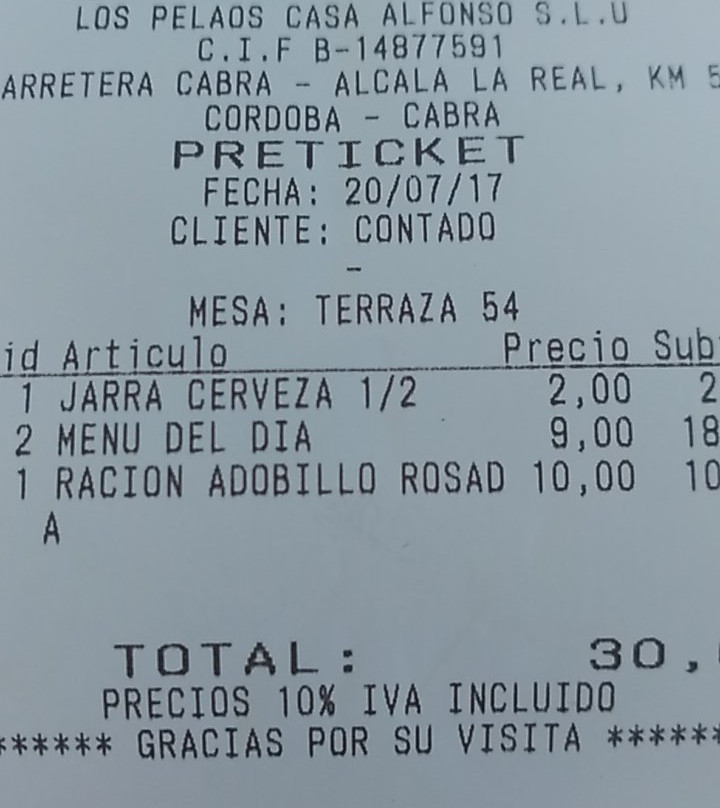 LOS PELAOS CASA ALFONSO S.L.U
C.I.F B-14877591
ARRETERA CABRA - ALCALA LA REAL, KM 5
CORDOBA - CABRA
PRETICKET
FECHA: 20/07/17
CLIENTE: CONTADO
-
MESA: TERRAZA 54
id Articulo Precio Sub
1 JARRA CERVEZA 1/2 2,00 2
2 MENU DEL DIA 9,00 18
1 RACION ADOBILLO ROSAD 10,00 10
A
TOTAL: 30,
PRECIOS 10% IVA INCLUIDO
****** GRACIAS POR SU VISITA ******